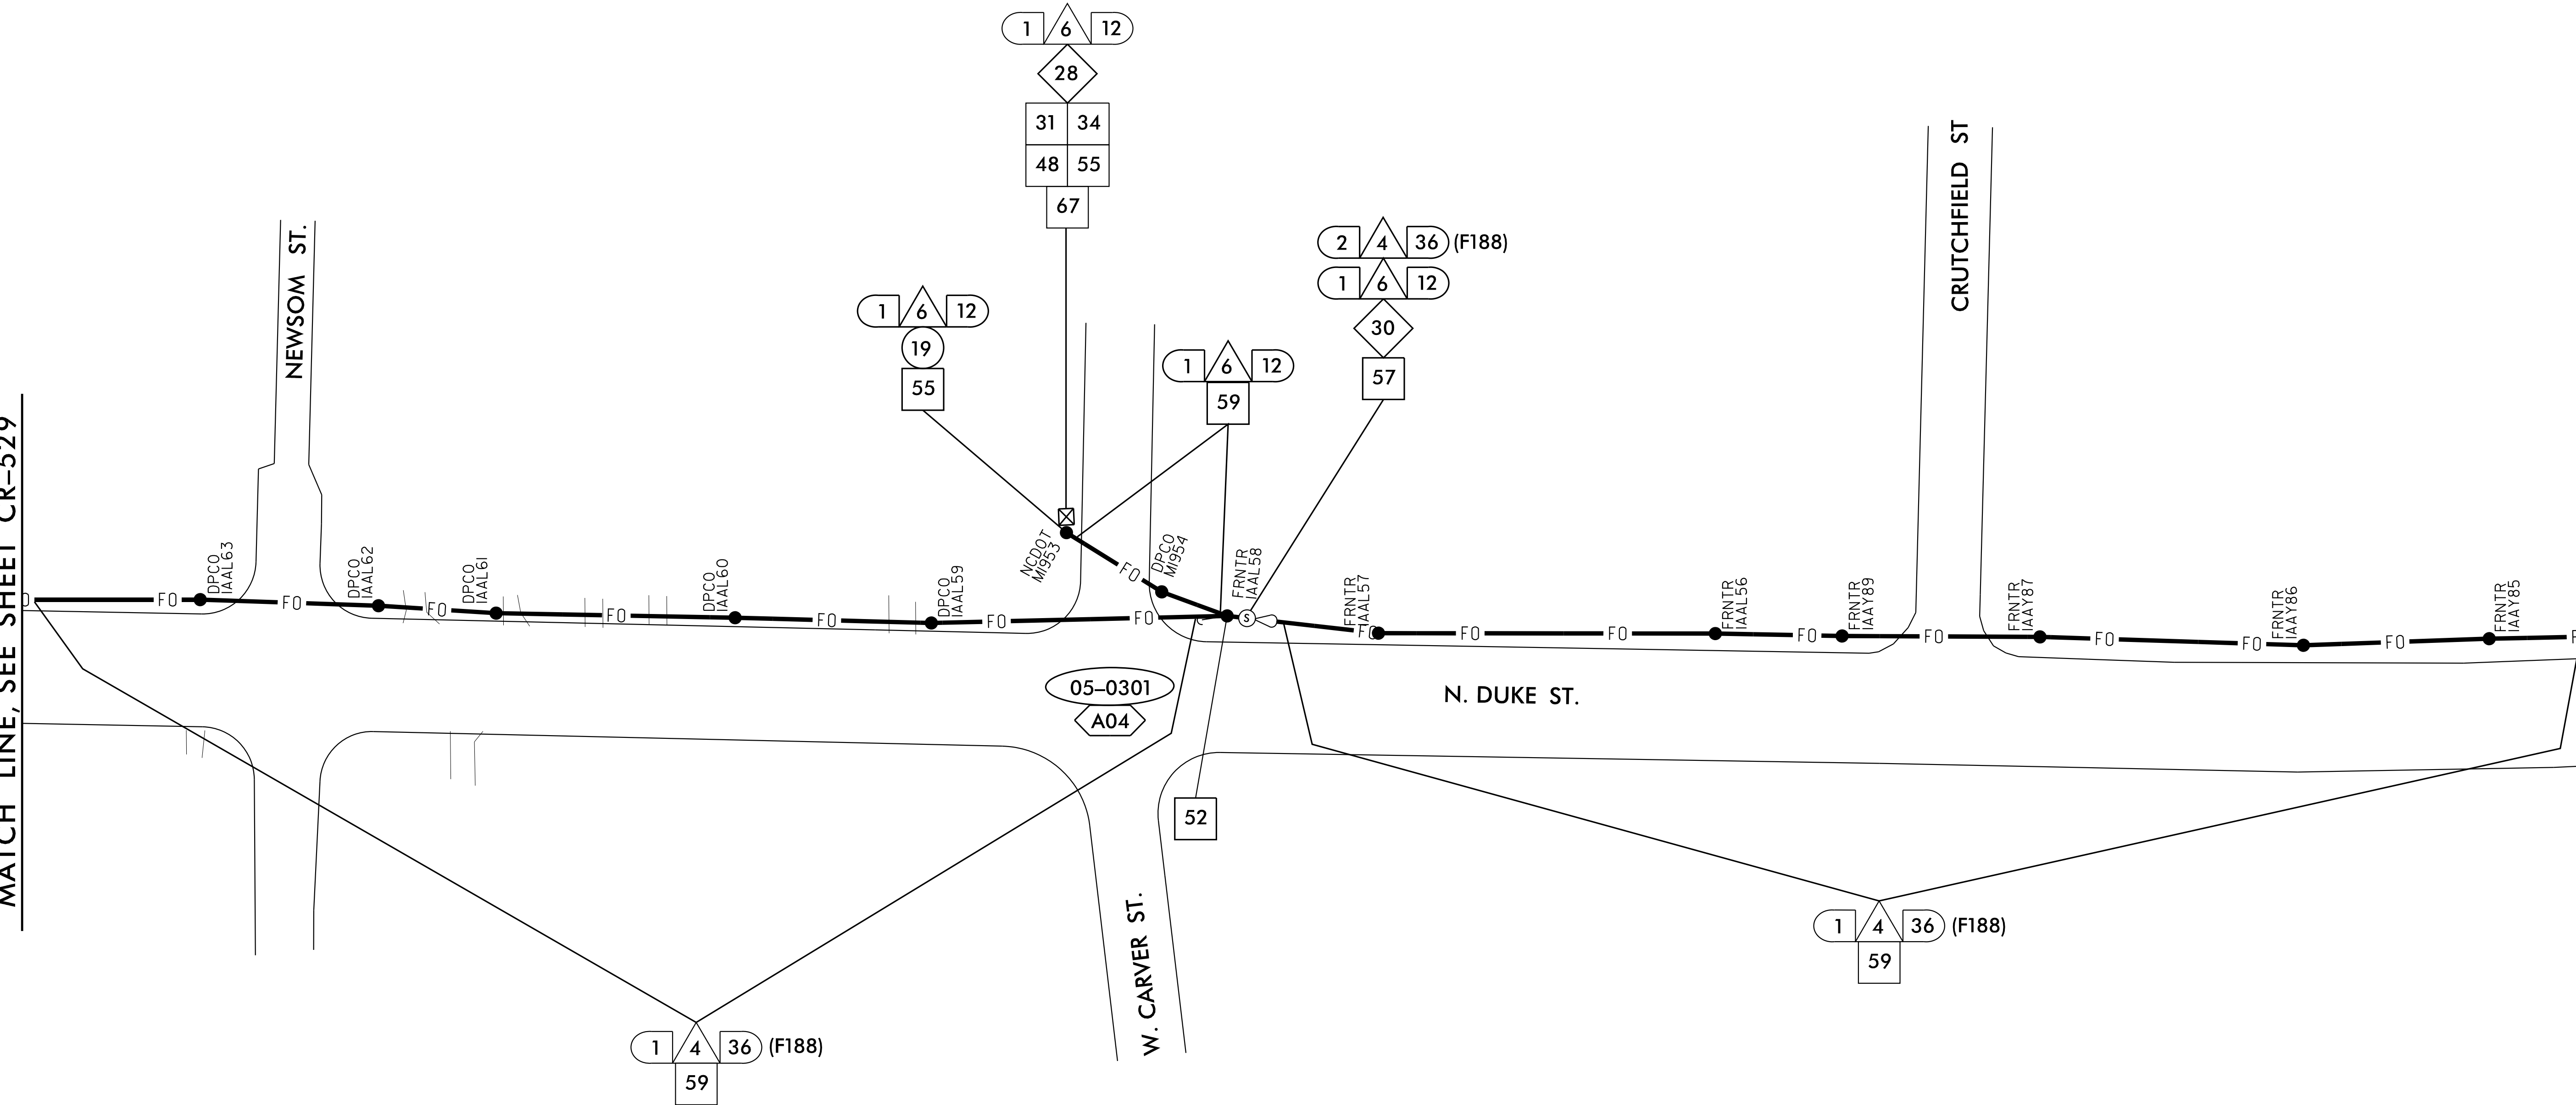 1 6 12
28
31 34
48 55
67
2 4 36 (F188)
1 6 12
30
57
1 6 12
19
55
1 6 12
59
NEWSOM ST.
CRUTCHFIELD ST
MATCH LINE, SEE SHEET CR–529
DPCO
IAAL63
DPCO
IAAL62
DPCO
IAAL61
DPCO
IAAL60
DPCO
IAAL59
NCDOT
MI953
DPCO
MI954
FRNTR
IAAL58
FRNTR
IAAL57
FRNTR
IAAL56
FRNTR
IAAY89
FRNTR
IAAY87
FRNTR
IAAY86
FRNTR
IAAY85
FO
FO
FO
FO
FO
FO
FO
FO
S
FO
FO
FO
FO
FO
FO
FO
FO
05–0301
A04
N. DUKE ST.
52
W. CARVER ST.
1 4 36 (F188)
59
1 4 36 (F188)
59